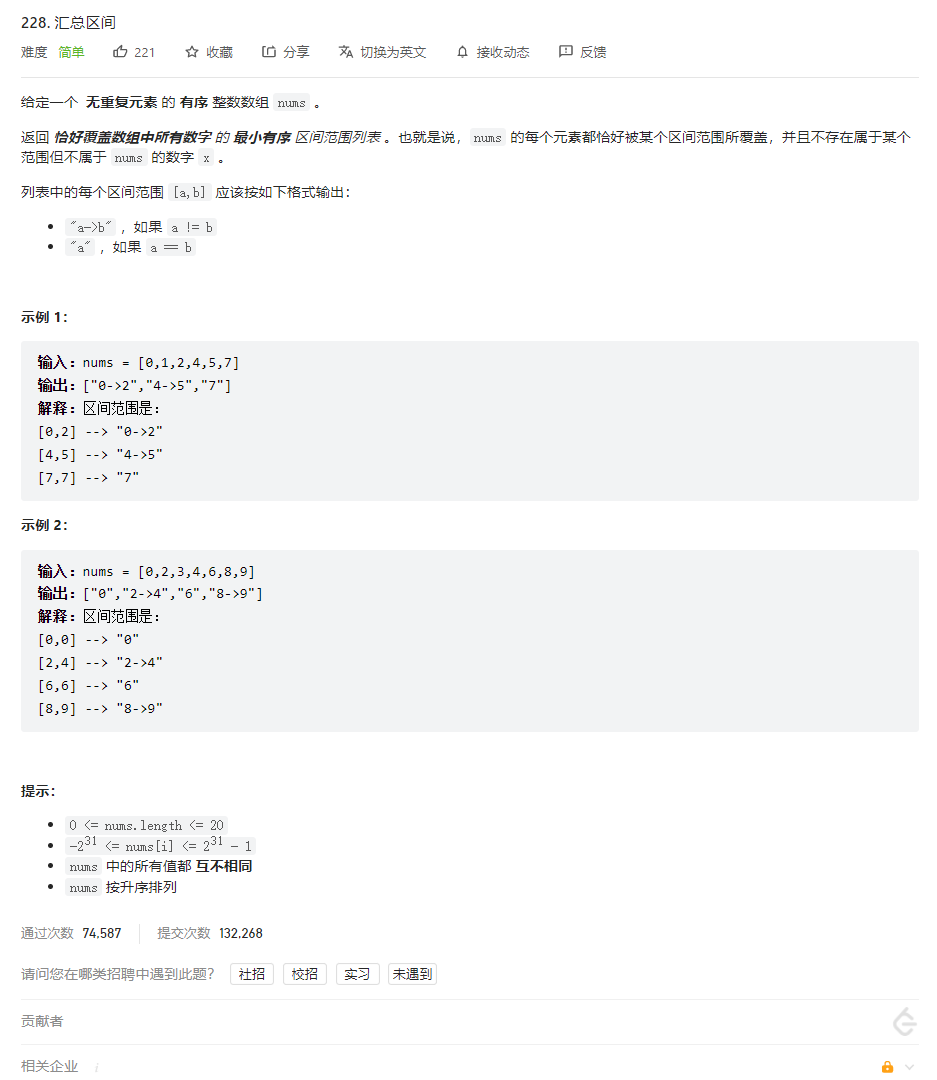 228. 汇总区间
难度 简单 221 收藏 分享 切换为英文 接收动态 反馈
给定一个 无重复元素 的 有序 整数数组 nums 。
返回 恰好覆盖数组中所有数字 的 最小有序 区间范围列表 。也就是说，nums 的每个元素都恰好被某个区间范围所覆盖，并且不存在属于某个
范围但不属于 nums 的数字 x 。
列表中的每个区间范围 [a,b] 应该按如下格式输出：
• "a->b" ，如果 a != b
• "a" ，如果 a == b
示例 1：
输入：nums = [0,1,2,4,5,7]
输出：["0->2","4->5","7"]
解释：区间范围是：
[0,2] --> "0->2"
[4,5] --> "4->5"
[7,7] --> "7"
示例 2：
输入：nums = [0,2,3,4,6,8,9]
输出：["0","2->4","6","8->9"]
解释：区间范围是：
[0,0] --> "0"
[2,4] --> "2->4"
[6,6] --> "6"
[8,9] --> "8->9"
提示：
• 0 <= nums.length <= 20
• -2^31 <= nums[i] <= 2^31 - 1
• nums 中的所有值都 互不相同
• nums 按升序排列
通过次数 74,587 提交次数 132,268
请问您在哪类招聘中遇到此题？ 社招 校招 实习 未遇到
贡献者
相关企业 i